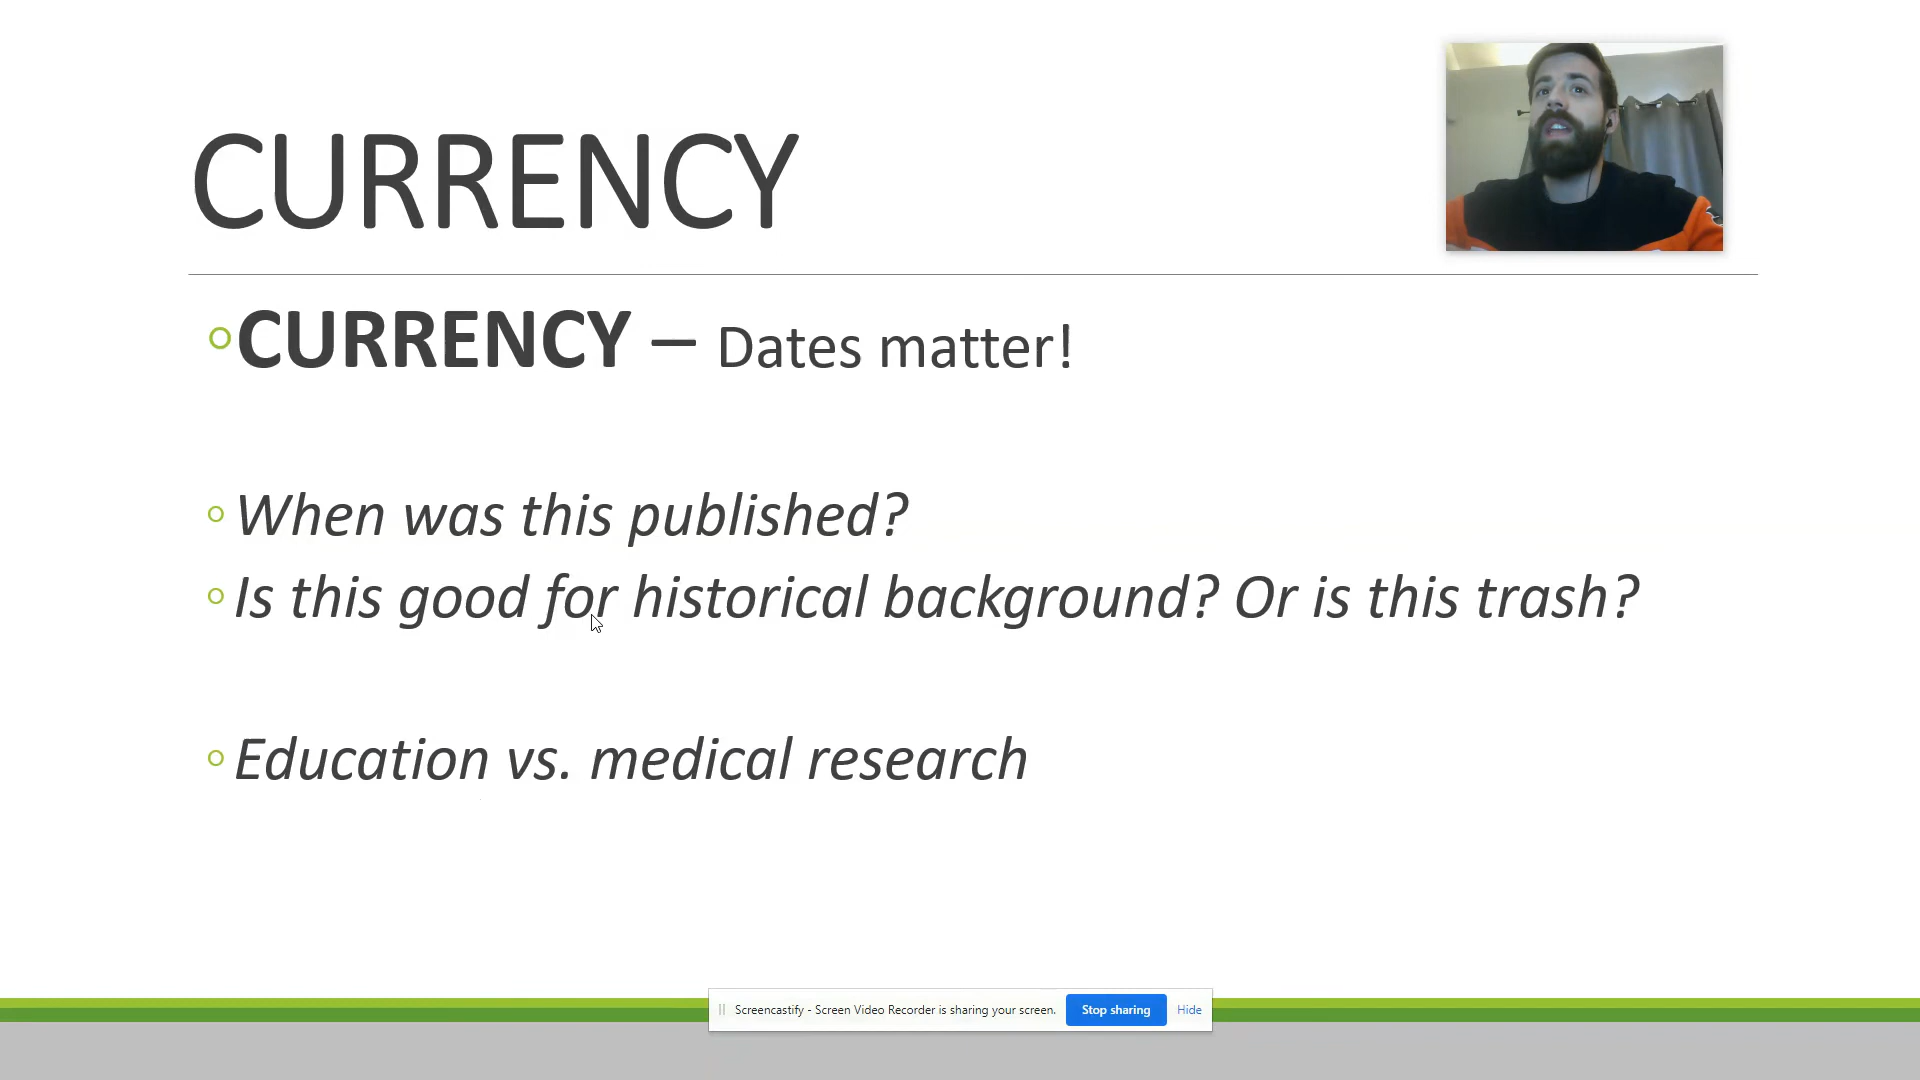 CURRENCY
CURRENCY – Dates matter!
When was this published?
Is this good for historical background? Or is this trash?
Education vs. medical research
Screencastify - Screen Video Recorder is sharing your screen. Stop sharing Hide